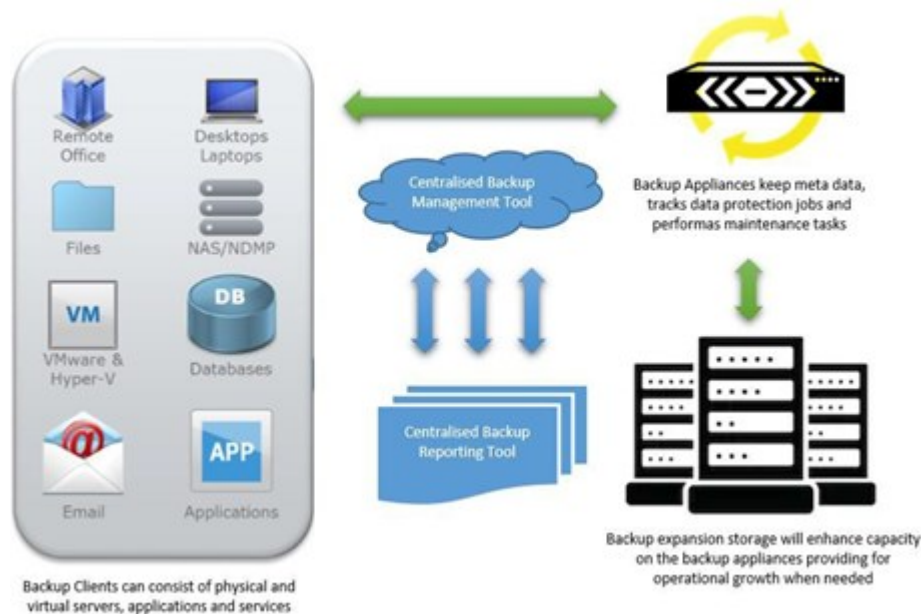 Remote
Office
Desktops
Laptops
Files
NAS/NDMP
VM
VMware &
Hyper-V
DB
Databases
@
Email
APP
Applications
Backup Clients can consist of physical and
virtual servers, applications and services
Centralised Backup
Management Tool
Centralised Backup
Reporting Tool
Backup Appliances keep meta data,
tracks data protection jobs and
performas maintenance tasks
Backup expansion storage will enhance capacity
on the backup appliances providing for
operational growth when needed